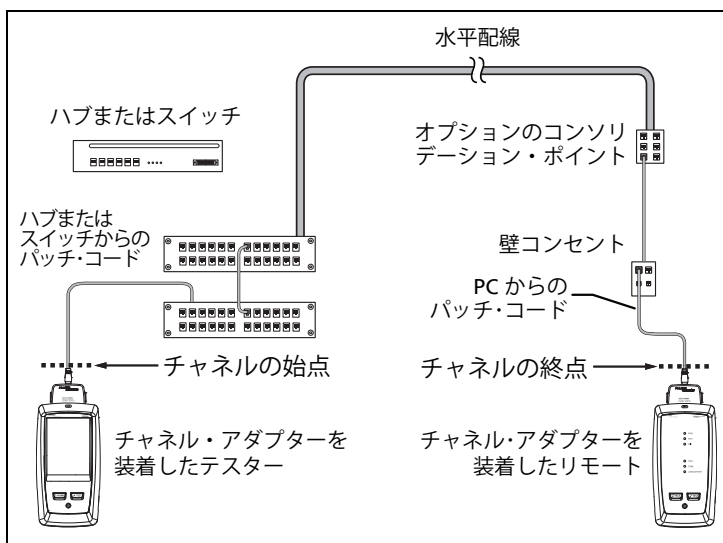 水平配線
ハブまたはスイッチ
オプションのコンソリ
デーション・ポイント
ハブまたは
スイッチからの
パッチ･コード
壁コンセント
PC からの
パッチ･コード
チャネルの始点
チャネルの終点
チャネル・アダプターを
装着したテスター
チャネル･アダプターを
装着したリモート